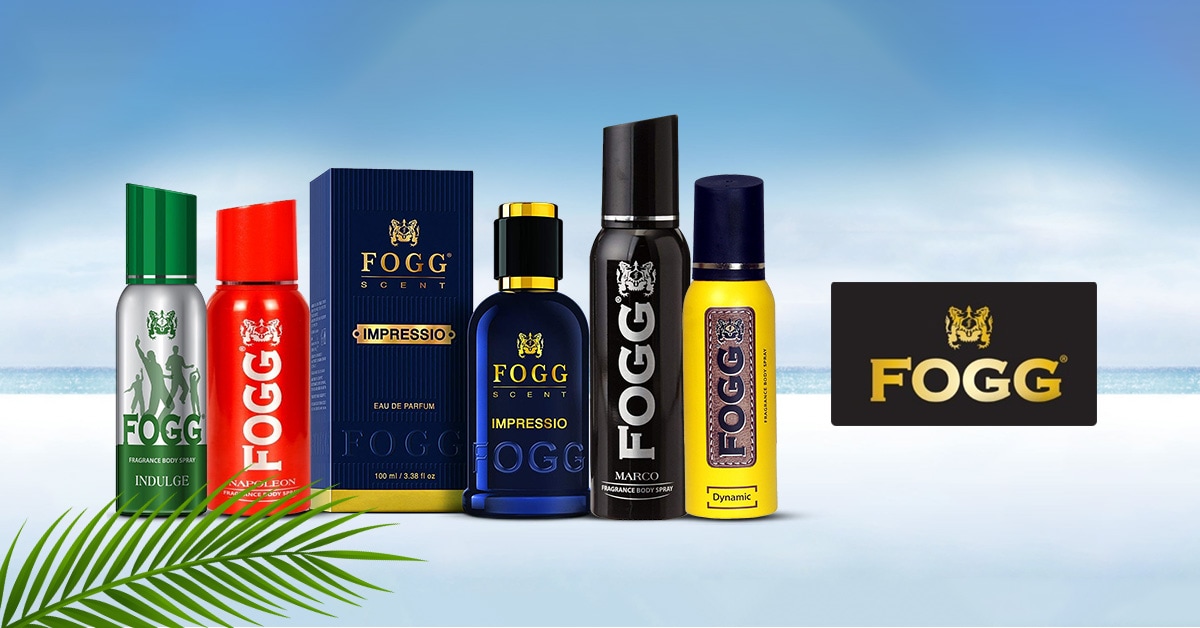 FOGG
FRAGRANCE BODY SPRAY
INDULGE
FOGG®
NAPOLEON
FRAGRANCE BODY
FOGG®
SCENT
IMPRESSIO
EAU DE PARFUM
FOGG
100 ml / 3.38 fl oz
FOGG
SCENT
IMPRESSIO
FOGG
FOGG®
MARCO
FRAGRANCE BODY SPRAY
FOGG
FRAGRANCE BODY SPRAY
Dynamic
FOGG®